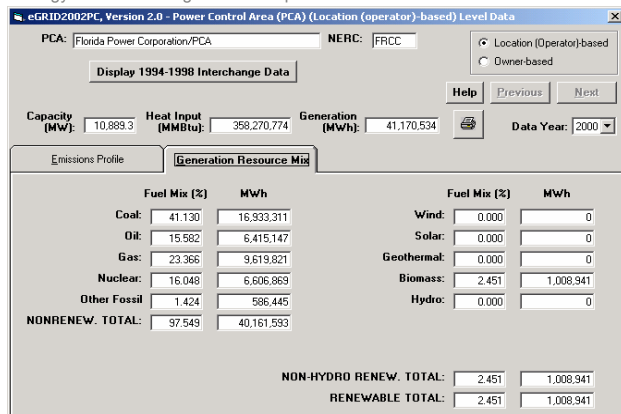 eGRID2002PC, Version 2.0 - Power Control Area (PCA) (Location (operator)-based) Level Data
PCA: Florida Power Corporation/PCA NERC: FRCC
Location (Operator)-based
Owner-based
Display 1994-1998 Interchange Data
Help Previous Next
Capacity (MW): 10,889.3 Heat Input (MMBtu): 358,270,774 Generation (MWh): 41,170,534 Data Year: 2000
Emissions Profile Generation Resource Mix
Fuel Mix (%) MWh Fuel Mix (%) MWh
Coal: 41.130 16,933,311 Wind: 0.000 0
Oil: 15.582 6,415,147 Solar: 0.000 0
Gas: 23.366 9,619,821 Geothermal: 0.000 0
Nuclear: 16.048 6,606,869 Biomass: 2.451 1,008,941
Other Fossil 1.424 586,445 Hydro: 0.000 0
NONRENEW. TOTAL: 97.549 40,161,593
NON-HYDRO RENEW. TOTAL: 2.451 1,008,941
RENEWABLE TOTAL: 2.451 1,008,941